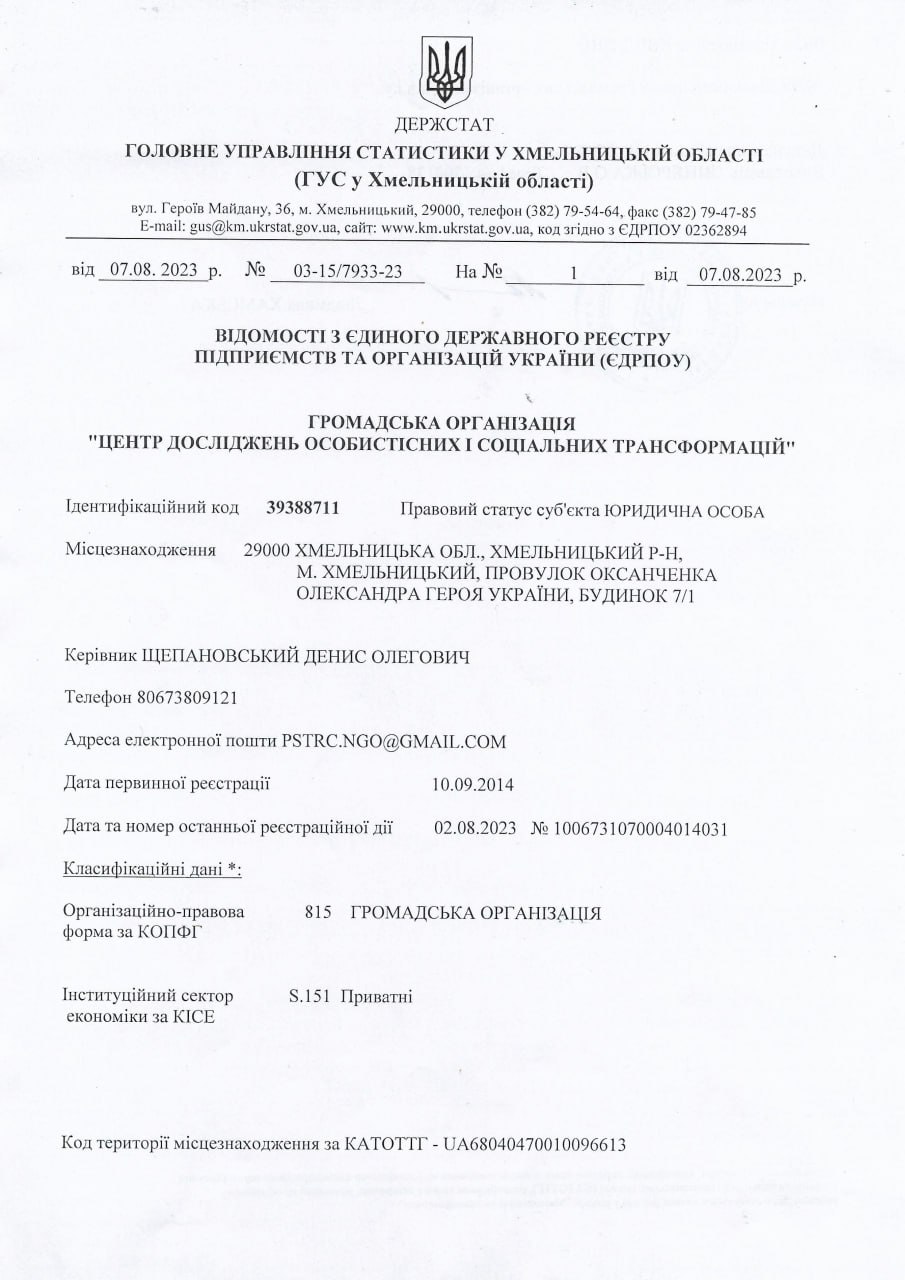 ДЕРЖСТАТ
ГОЛОВНЕ УПРАВЛІННЯ СТАТИСТИКИ У ХМЕЛЬНИЦЬКІЙ ОБЛАСТІ
(ГУС у Хмельницькій області)
вул. Героїв Майдану, 36, м. Хмельницький, 29000, телефон (382) 79-54-64, факс (382) 79-47-85
E-mail: gus@km.ukrstat.gov.ua, сайт: www.km.ukrstat.gov.ua, код згідно з ЄДРПОУ 02362894
від 07.08. 2023 р. № 03-15/7933-23 На № 1 від 07.08.2023 р.
ВІДОМОСТІ З ЄДИНОГО ДЕРЖАВНОГО РЕЄСТРУ
ПІДПРИЄМСТВ ТА ОРГАНІЗАЦІЙ УКРАЇНИ (ЄДРПОУ)
ГРОМАДСЬКА ОРГАНІЗАЦІЯ
"ЦЕНТР ДОСЛІДЖЕНЬ ОСОБИСТІСНИХ І СОЦІАЛЬНИХ ТРАНСФОРМАЦІЙ"
Ідентифікаційний код 39388711 Правовий статус суб'єкта ЮРИДИЧНА ОСОБА
Місцезнаходження 29000 ХМЕЛЬНИЦЬКА ОБЛ., ХМЕЛЬНИЦЬКИЙ Р-Н,
М. ХМЕЛЬНИЦЬКИЙ, ПРОВУЛОК ОКСАНЧЕНКА
ОЛЕКСАНДРА ГЕРОЯ УКРАЇНИ, БУДИНОК 7/1
Керівник ЩЕПАНОВСЬКИЙ ДЕНИС ОЛЕГОВИЧ
Телефон 80673809121
Адреса електронної пошти PSTRC.NGO@GMAIL.COM
Дата первинної реєстрації 10.09.2014
Дата та номер останньої реєстраційної дії 02.08.2023 № 1006731070004014031
Класифікаційні дані *:
Організаційно-правова 815 ГРОМАДСЬКА ОРГАНІЗАЦІЯ
форма за КОПФГ
Інституційний сектор S.151 Приватні
економіки за КІСЕ
Код території місцезнаходження за КАТОТТГ - UA68040470010096613